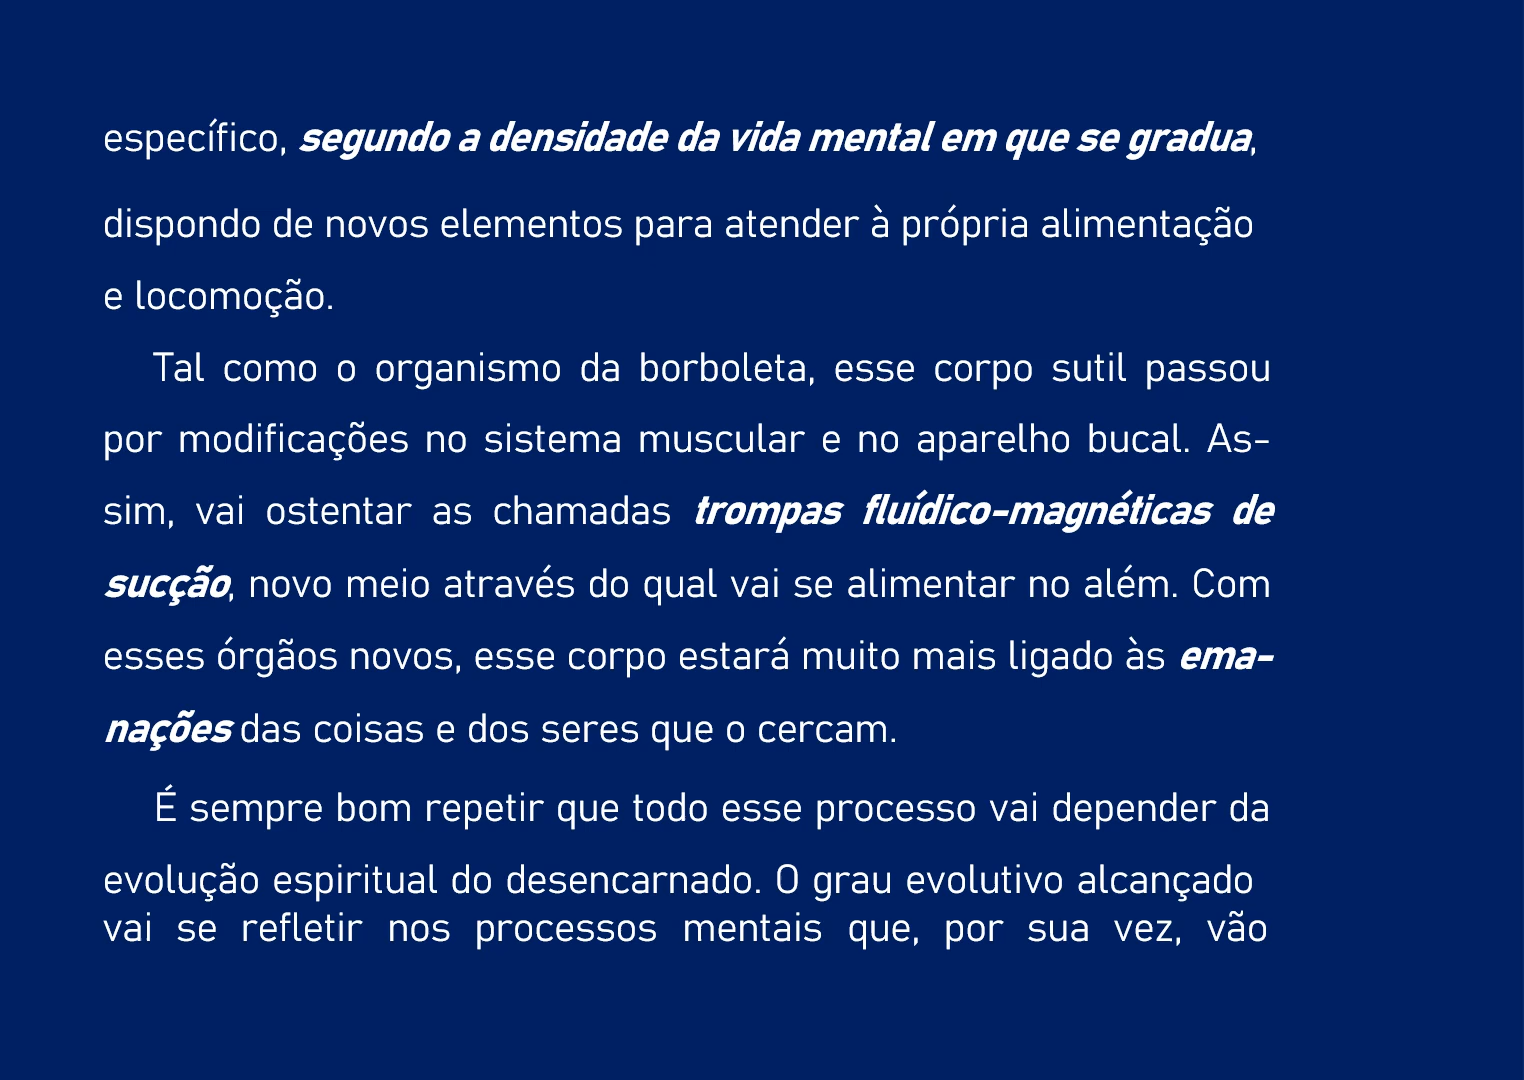 específico, segundo a densidade da vida mental em que se gradua,
dispondo de novos elementos para atender à própria alimentação
e locomoção.
Tal como o organismo da borboleta, esse corpo sutil passou
por modificações no sistema muscular e no aparelho bucal. As-
sim, vai ostentar as chamadas trompas fluídico-magnéticas de
sucção, novo meio através do qual vai se alimentar no além. Com
esses órgãos novos, esse corpo estará muito mais ligado às ema-
nações das coisas e dos seres que o cercam.
É sempre bom repetir que todo esse processo vai depender da
evolução espiritual do desencarnado. O grau evolutivo alcançado
vai se refletir nos processos mentais que, por sua vez, vão